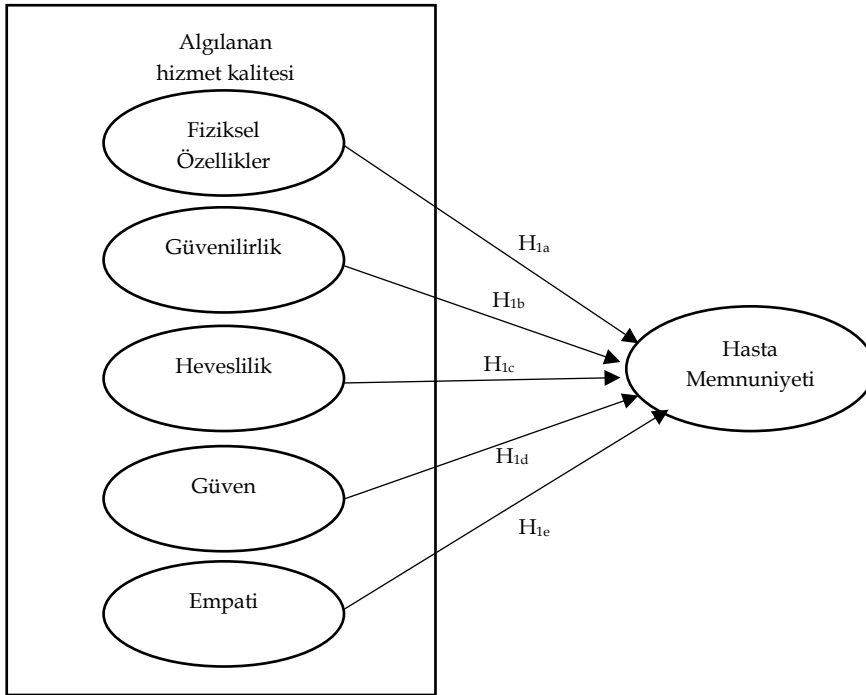 Algılanan
hizmet kalitesi
Fiziksel
Özellikler
H1a
Güvenilirlik
H1b
Hasta
Memnuniyeti
Heveslilik
H1c
Güven
H1d
H1e
Empati